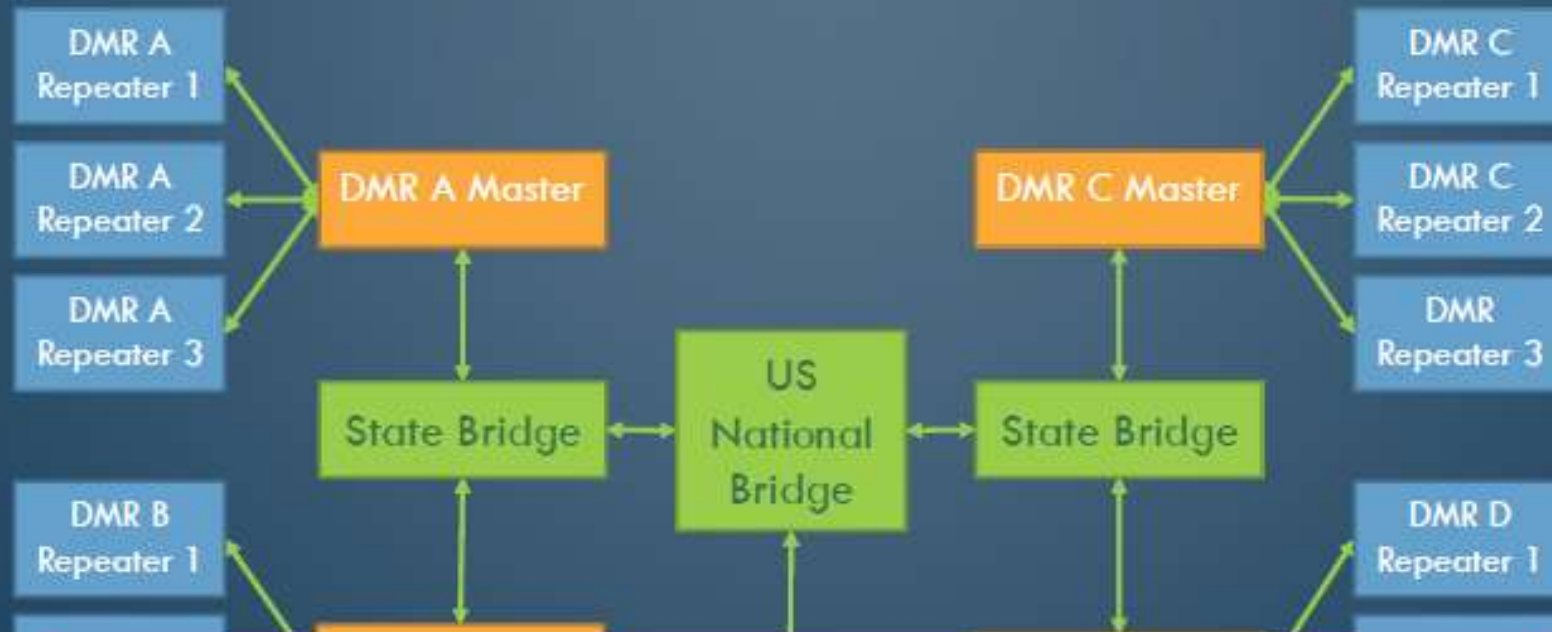 DMR A
Repeater 1
DMR C
Repeater 1
DMR A
Repeater 2
DMR A Master
DMR C Master
DMR C
Repeater 2
DMR A
Repeater 3
DMR
Repeater 3
State Bridge
US
National
Bridge
State Bridge
DMR B
Repeater 1
DMR D
Repeater 1